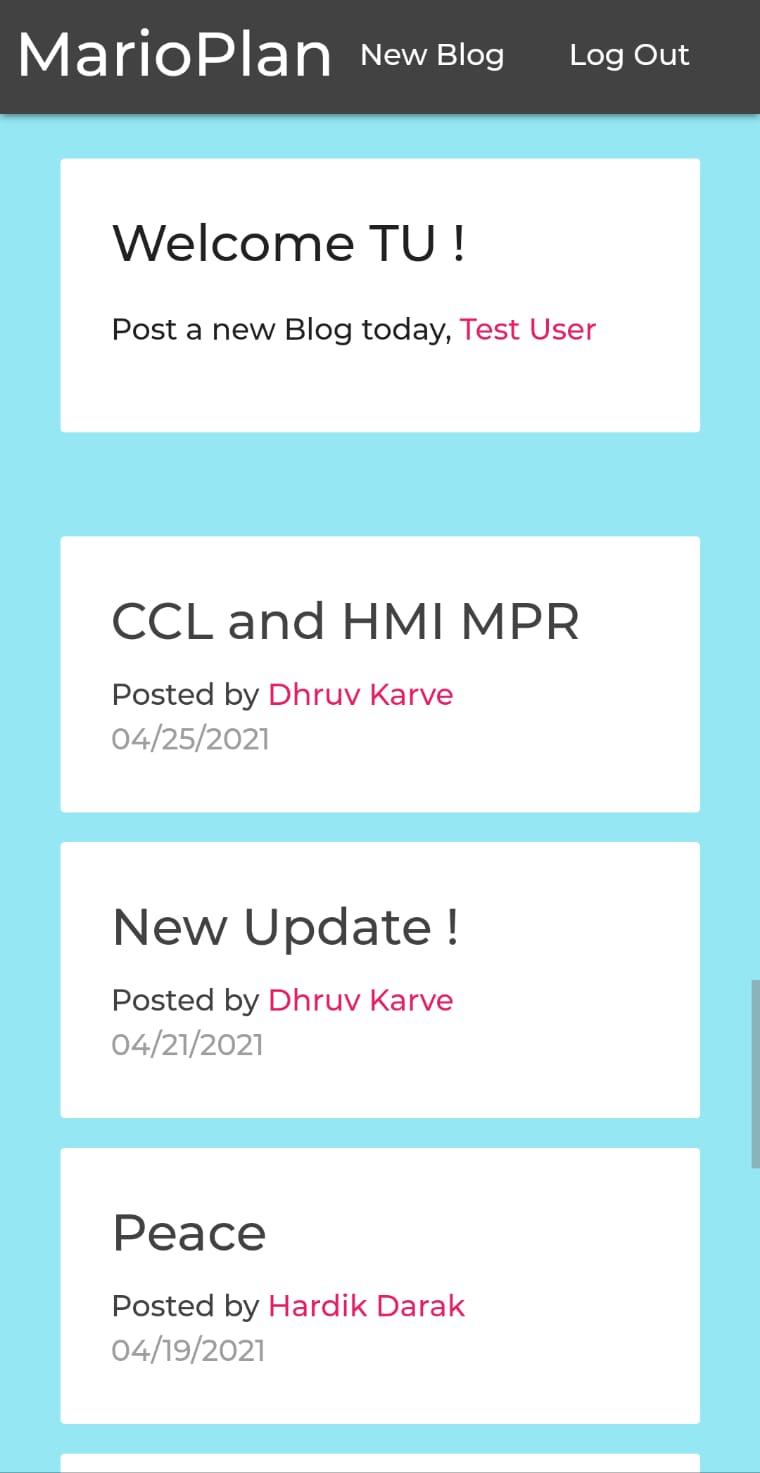 MarioPlan New Blog Log Out
Welcome TU !
Post a new Blog today, Test User
CCL and HMI MPR
Posted by Dhruv Karve
04/25/2021
New Update !
Posted by Dhruv Karve
04/21/2021
Peace
Posted by Hardik Darak
04/19/2021